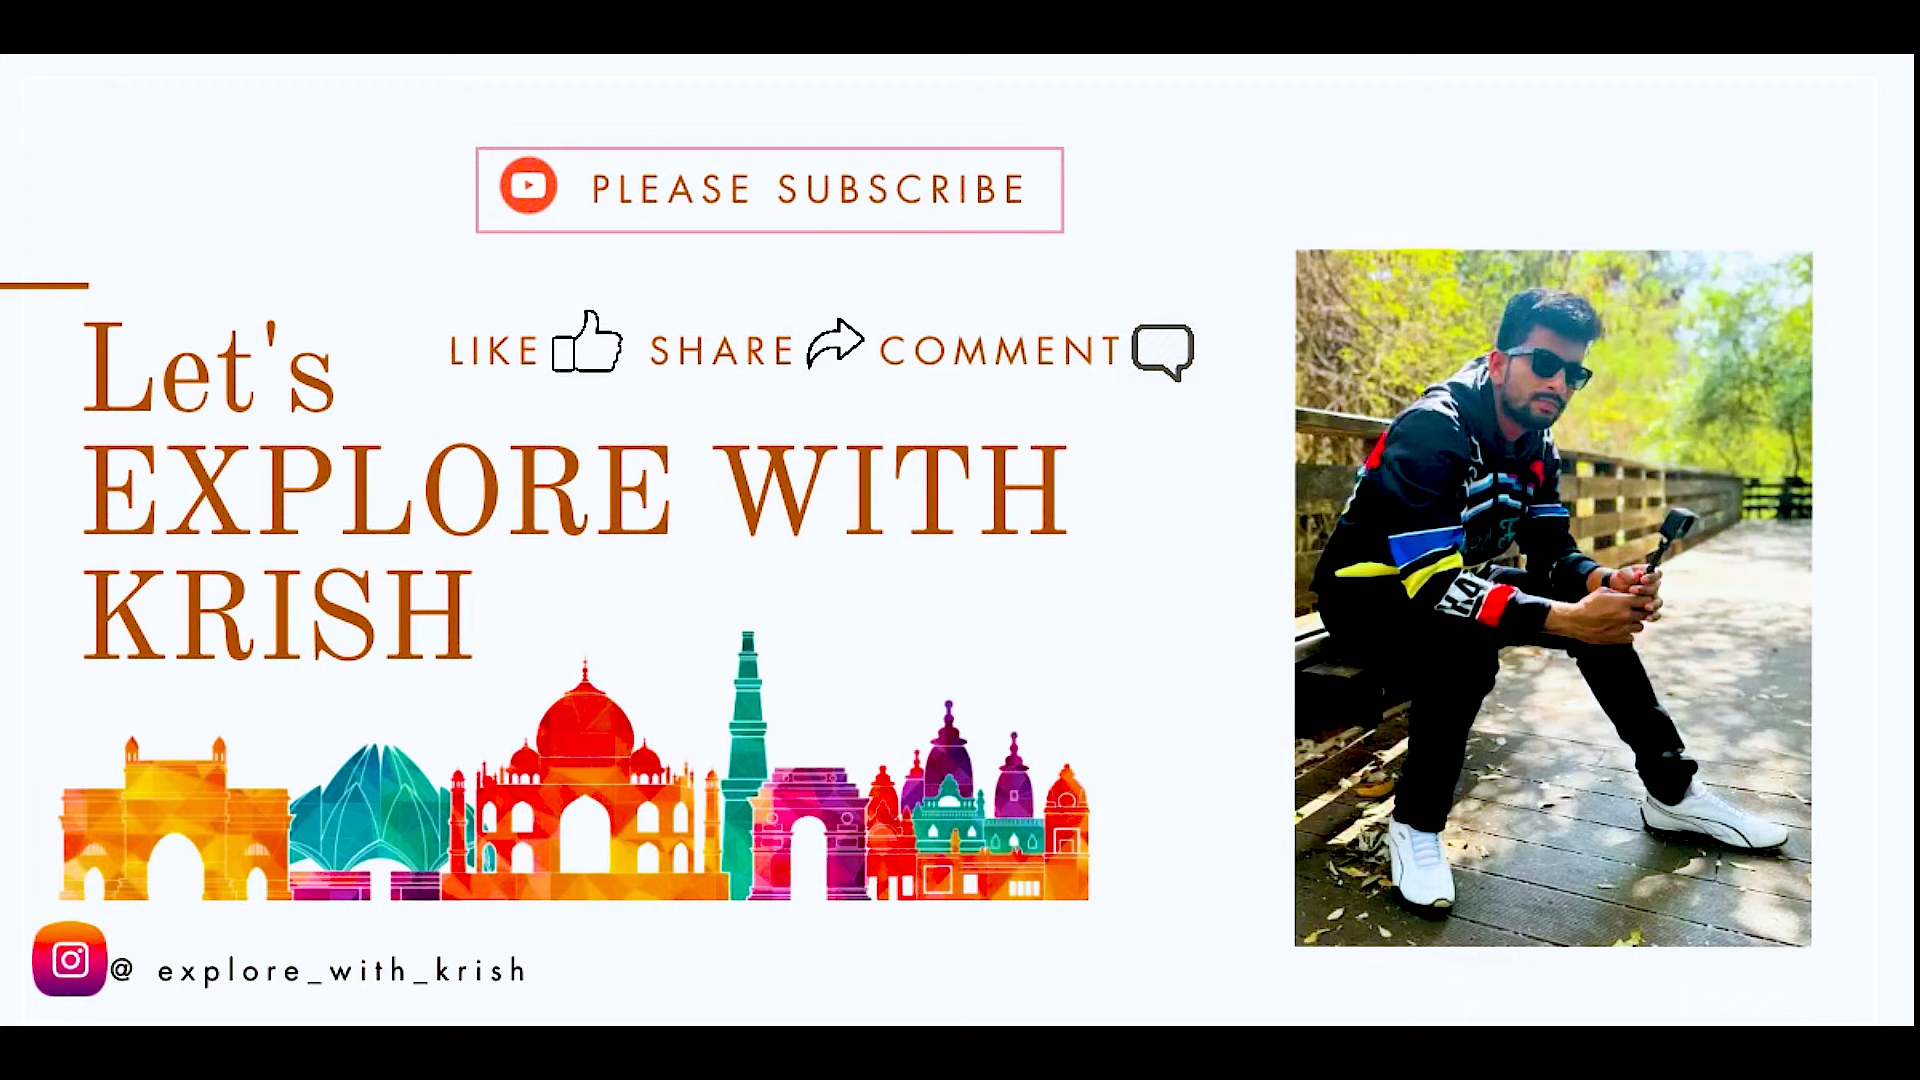 PLEASE SUBSCRIBE
LIKE SHARE COMMENT
Let's
EXPLORE WITH
KRISH
@ explore_with_krish